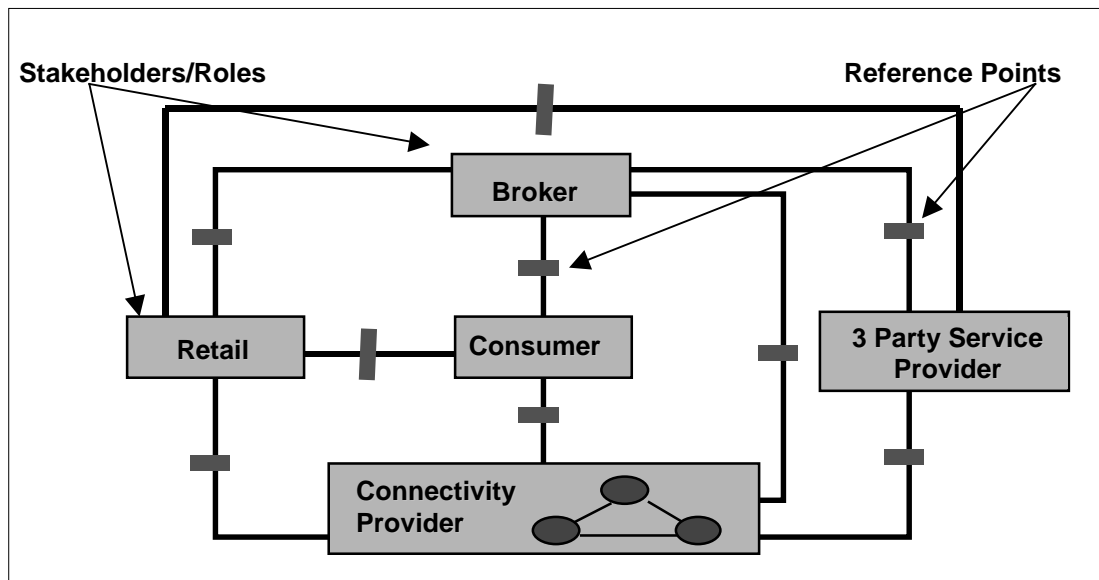 Stakeholders/Roles
Reference Points
Broker
Retail
Consumer
3 Party Service
Provider
Connectivity
Provider